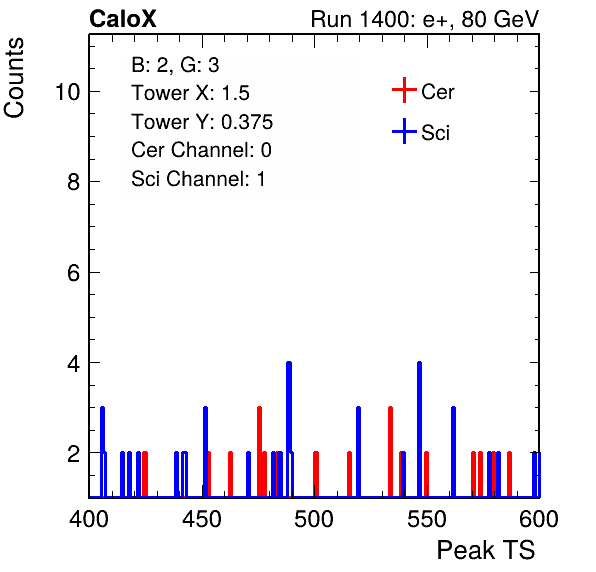 CaloX
Run 1400: e+, 80 GeV
Counts
B: 2, G: 3
Tower X: 1.5
Tower Y: 0.375
Cer Channel: 0
Sci Channel: 1
Cer
Sci
10
8
6
4
2
400 450 500 550 600
Peak TS